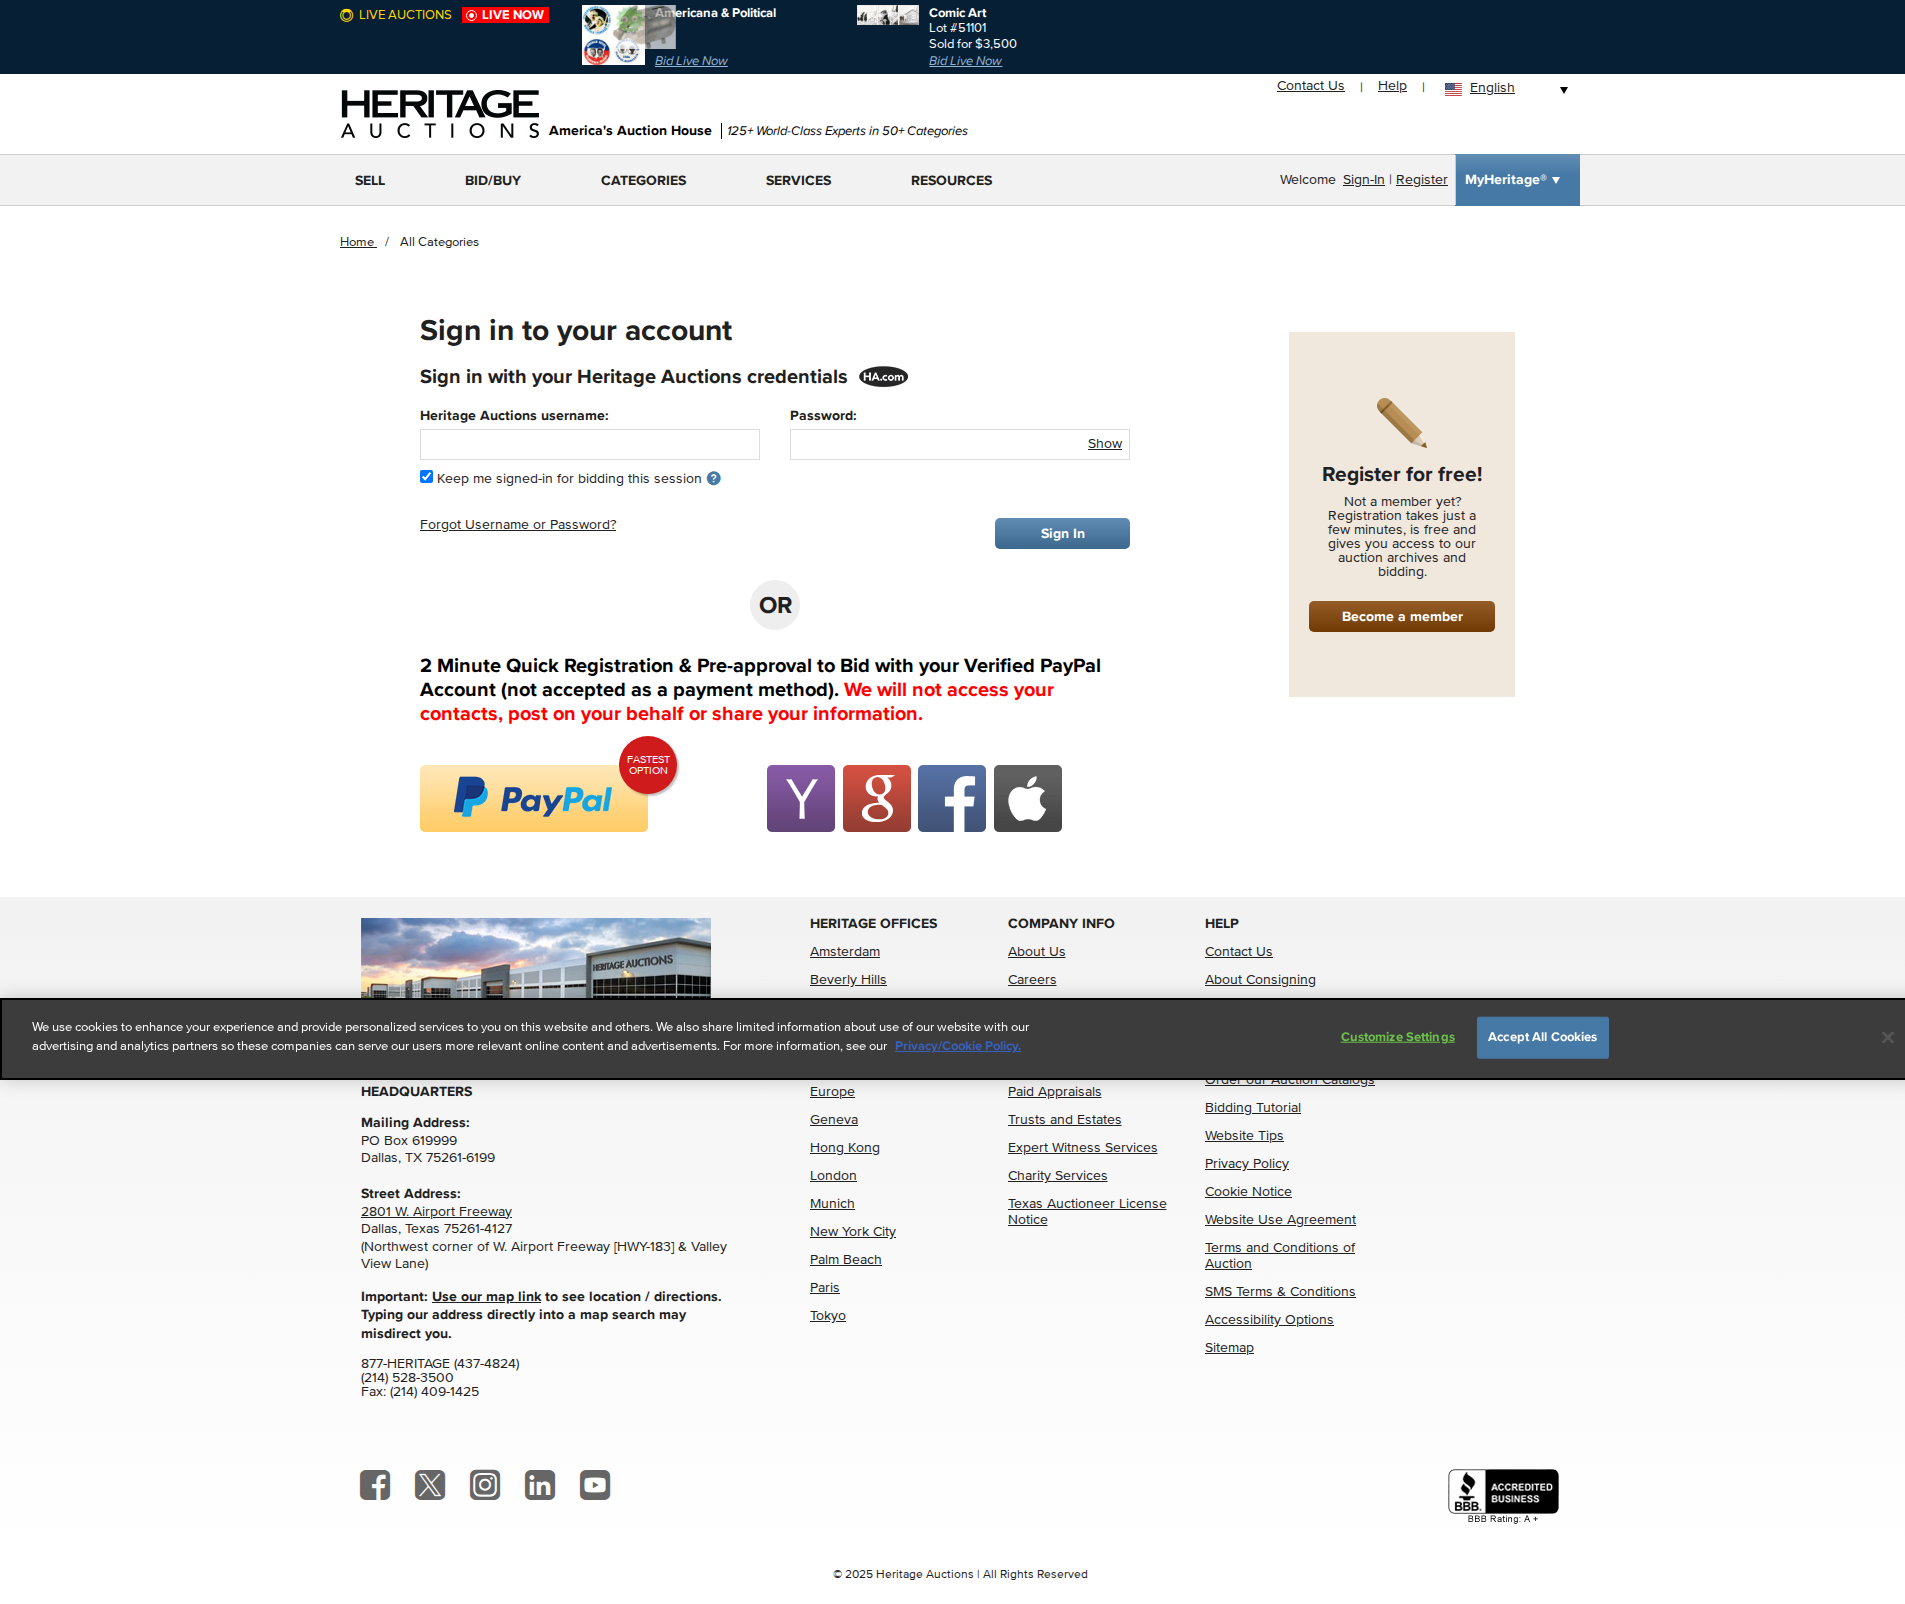 LIVE AUCTIONS LIVE NOW
Americana & Political
Bid Live Now
Comic Art
Lot #51101
Sold for $3,500
Bid Live Now
Contact Us | Help | English
HERITAGE
AUCTIONS
America's Auction House | 125+ World-Class Experts in 50+ Categories
SELL BID/BUY CATEGORIES SERVICES RESOURCES
Welcome Sign-In | Register MyHeritage®
Home / All Categories
Sign in to your account
Sign in with your Heritage Auctions credentials HA.com
Heritage Auctions username:
Password:
Show
Keep me signed-in for bidding this session ?
Forgot Username or Password?
Sign In
OR
2 Minute Quick Registration & Pre-approval to Bid with your Verified PayPal
Account (not accepted as a payment method). We will not access your
contacts, post on your behalf or share your information.
FASTEST
OPTION
PayPal
Register for free!
Not a member yet?
Registration takes just a
few minutes, is free and
gives you access to our
auction archives and
bidding.
Become a member
HERITAGE AUCTIONS
HERITAGE OFFICES
Amsterdam
Beverly Hills
COMPANY INFO
About Us
Careers
HELP
Contact Us
About Consigning
We use cookies to enhance your experience and provide personalized services to you on this website and others. We also share limited information about use of our website with our
advertising and analytics partners so these companies can serve our users more relevant online content and advertisements. For more information, see our Privacy/Cookie Policy.
Customize Settings
Accept All Cookies
HEADQUARTERS
Mailing Address:
PO Box 619999
Dallas, TX 75261-6199
Street Address:
2801 W. Airport Freeway
Dallas, Texas 75261-4127
(Northwest corner of W. Airport Freeway [HWY-183] & Valley
View Lane)
Important: Use our map link to see location / directions.
Typing our address directly into a map search may
misdirect you.
877-HERITAGE (437-4824)
(214) 528-3500
Fax: (214) 409-1425
Europe
Geneva
Hong Kong
London
Munich
New York City
Palm Beach
Paris
Tokyo
Paid Appraisals
Trusts and Estates
Expert Witness Services
Charity Services
Texas Auctioneer License
Notice
Order our Auction Catalogs
Bidding Tutorial
Website Tips
Privacy Policy
Cookie Notice
Website Use Agreement
Terms and Conditions of
Auction
SMS Terms & Conditions
Accessibility Options
Sitemap
BBB.
ACCREDITED
BUSINESS
BBB Rating: A +
© 2025 Heritage Auctions | All Rights Reserved